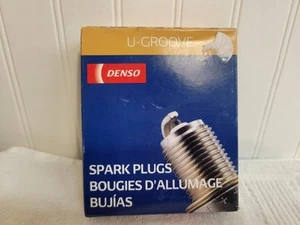 U-GROOVE
DENSO
SPARK PLUGS
BOUGIES D'ALLUMAGE
BUJÍAS